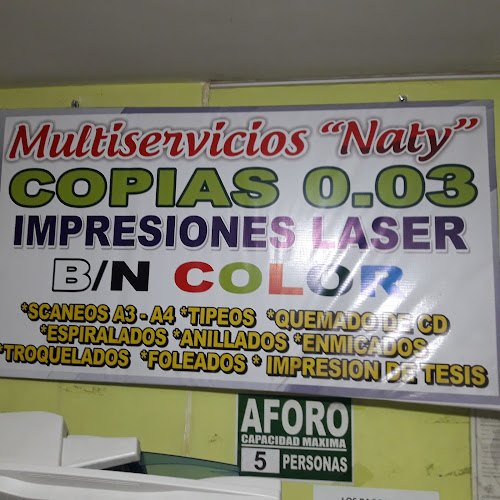 Multiservicios "Naty"
COPIAS 0.03
IMPRESIONES LASER
B/N COLOR
*SCANEOS A3 - A4 *TIPEOS *QUEMADO DE CD
*ESPIRALADOS *ANILLADOS *ENMICADOS
*TROQUELADOS *FOLEADOS * IMPRESION DE TESIS
AFORO
CAPACIDAD MAXIMA
5 PERSONAS